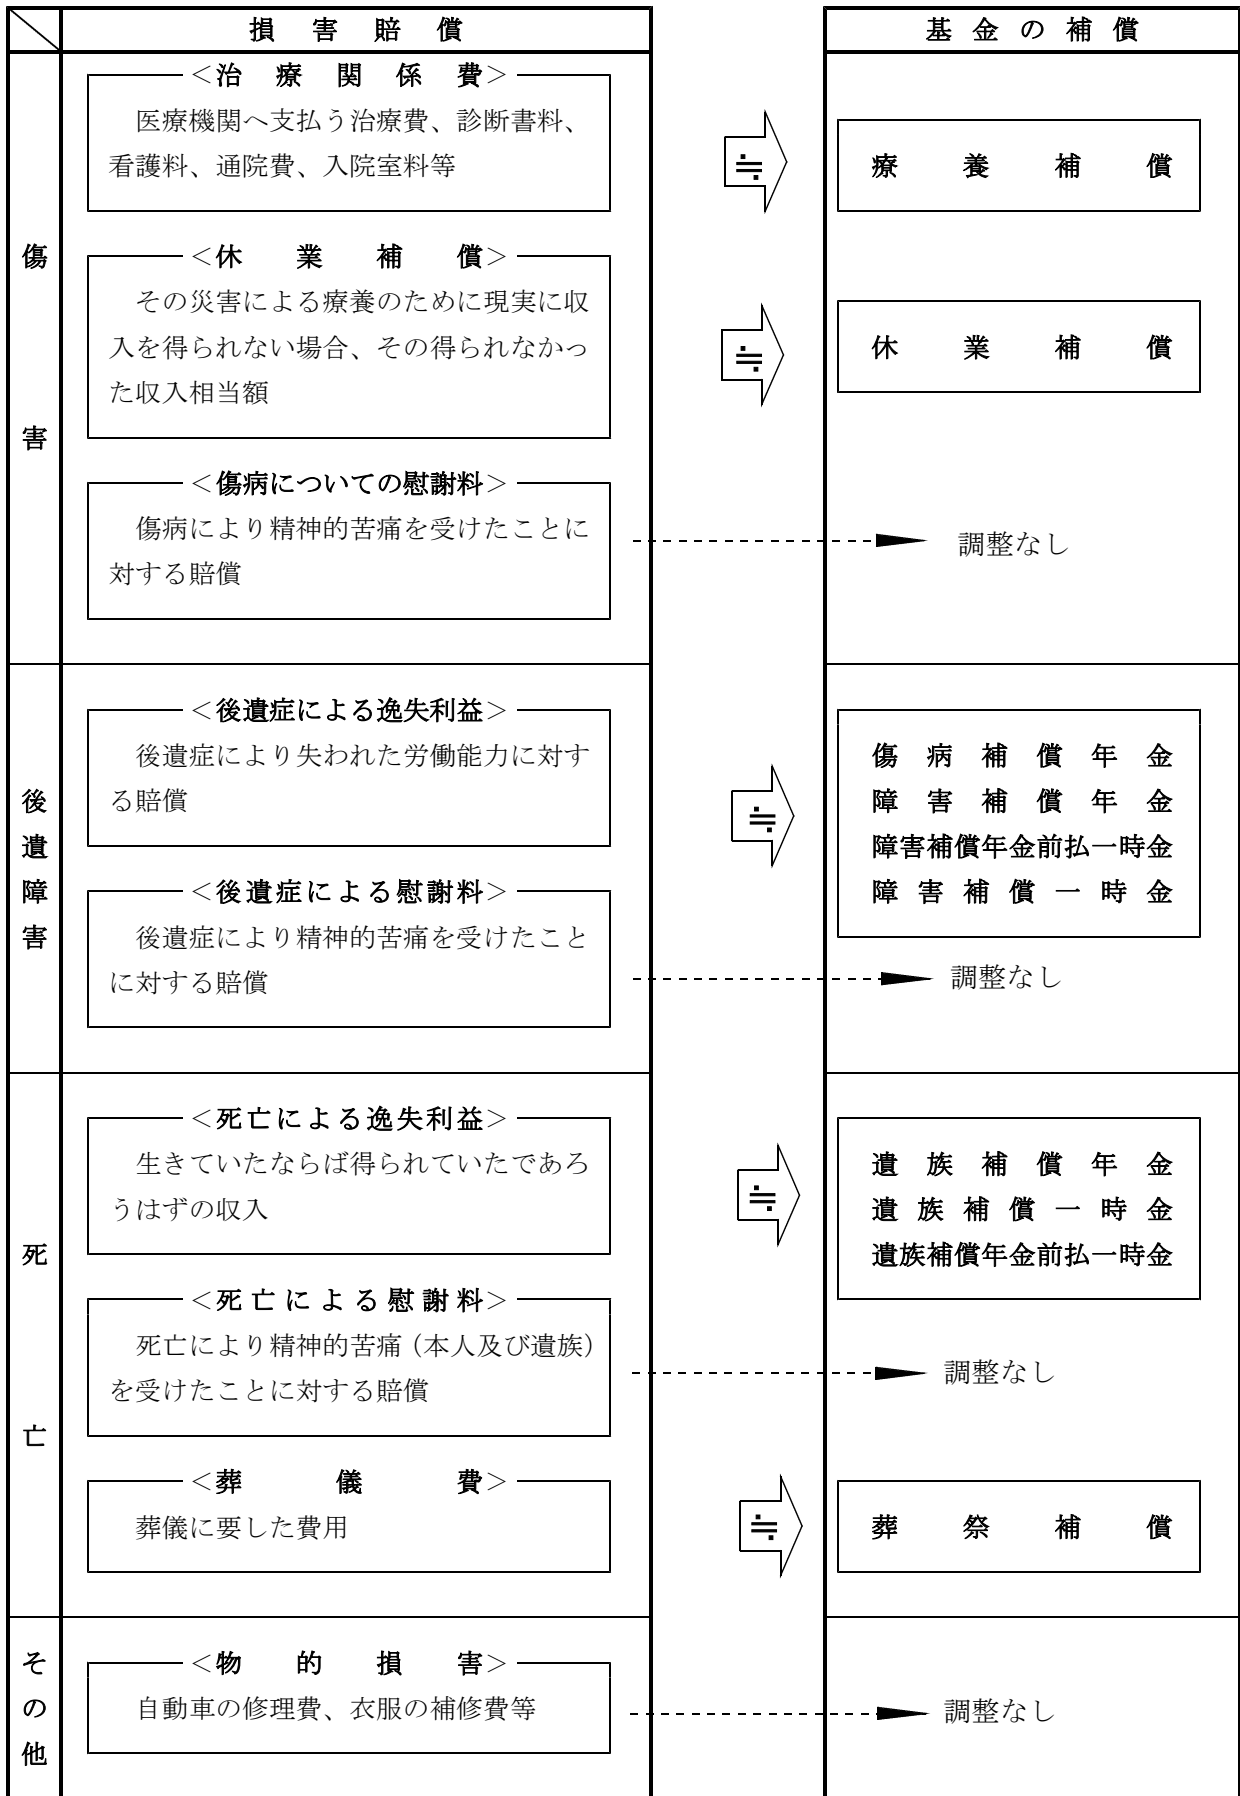 損害賠償
基金の補償
傷害
＜治療関係費＞
医療機関へ支払う治療費、診断書料、
看護料、通院費、入院室料等
≒
療養補償
＜休業補償＞
その災害による療養のために現実に収
入を得られない場合、その得られなかっ
た収入相当額
≒
休業補償
＜傷病についての慰謝料＞
傷病により精神的苦痛を受けたことに
対する賠償
調整なし
後遺障害
＜後遺症による逸失利益＞
後遺症により失われた労働能力に対す
る賠償
≒
傷病補償年金
障害補償年金
障害補償年金前払一時金
障害補償一時金
＜後遺症による慰謝料＞
後遺症により精神的苦痛を受けたこと
に対する賠償
調整なし
死亡
＜死亡による逸失利益＞
生きていたならば得られていたであろ
うはずの収入
≒
遺族補償年金
遺族補償一時金
遺族補償年金前払一時金
＜死亡による慰謝料＞
死亡により精神的苦痛（本人及び遺族）
を受けたことに対する賠償
調整なし
＜葬儀費＞
葬儀に要した費用
≒
葬祭補償
その他
＜物的損害＞
自動車の修理費、衣服の補修費等
調整なし